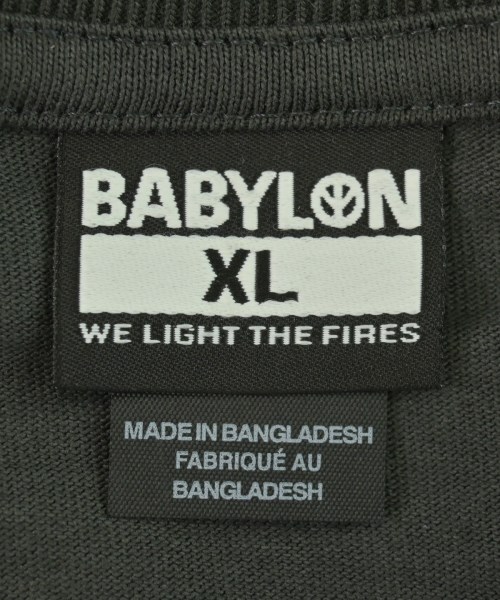 BABYLON
XL
WE LIGHT THE FIRES
MADE IN BANGLADESH
FABRIQUÉ AU
BANGLADESH